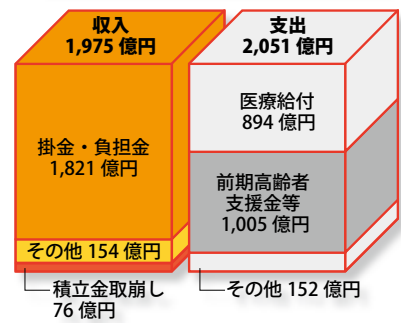 収入
1,975 億円
掛金・負担金
1,821 億円
その他 154 億円
積立金取崩し
76 億円
支出
2,051 億円
医療給付
894 億円
前期高齢者
支援金等
1,005 億円
その他 152 億円